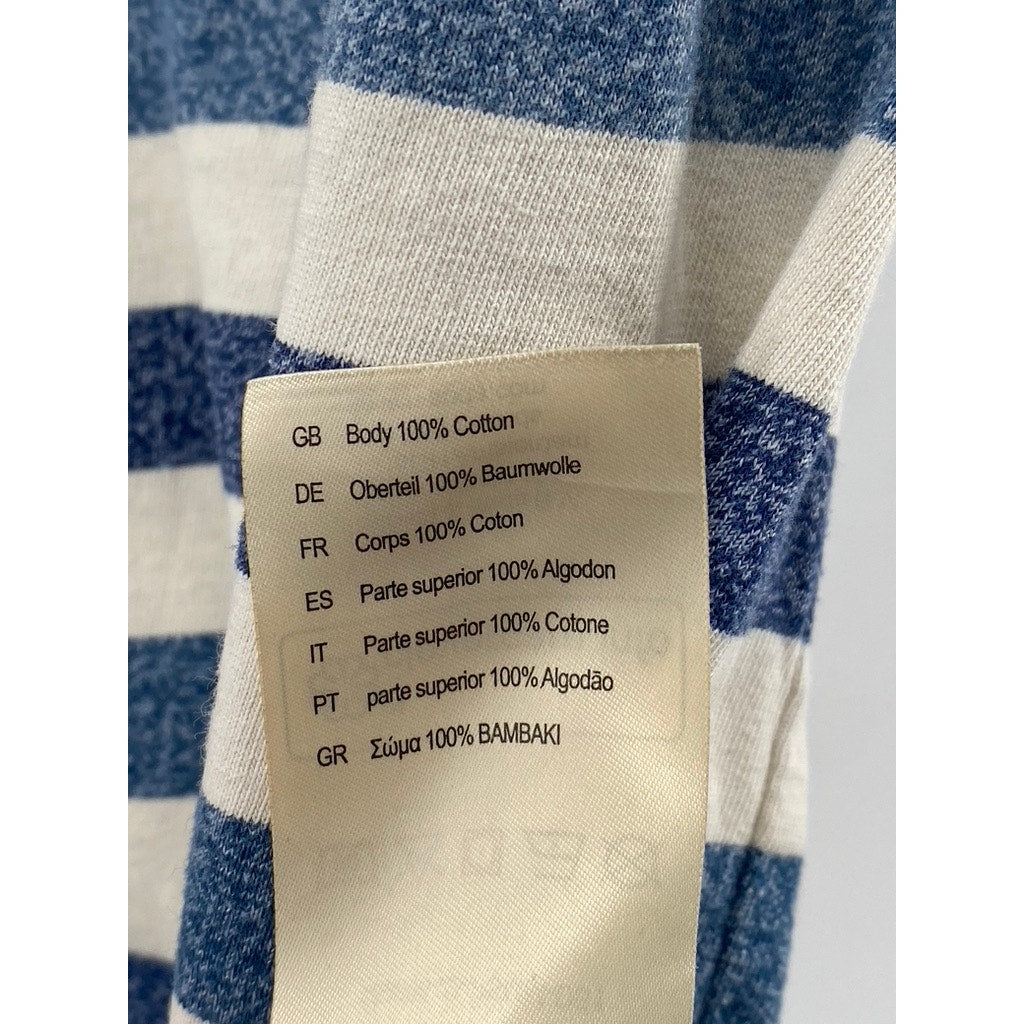 GB Body 100% Cotton
DE Oberteil 100% Baumwolle
FR Corps 100% Coton
ES Parte superior 100% Algodon
IT Parte superior 100% Cotone
PT parte superior 100% Algodão
GR Σώμα 100% ΒΑΜΒΑΚΙ